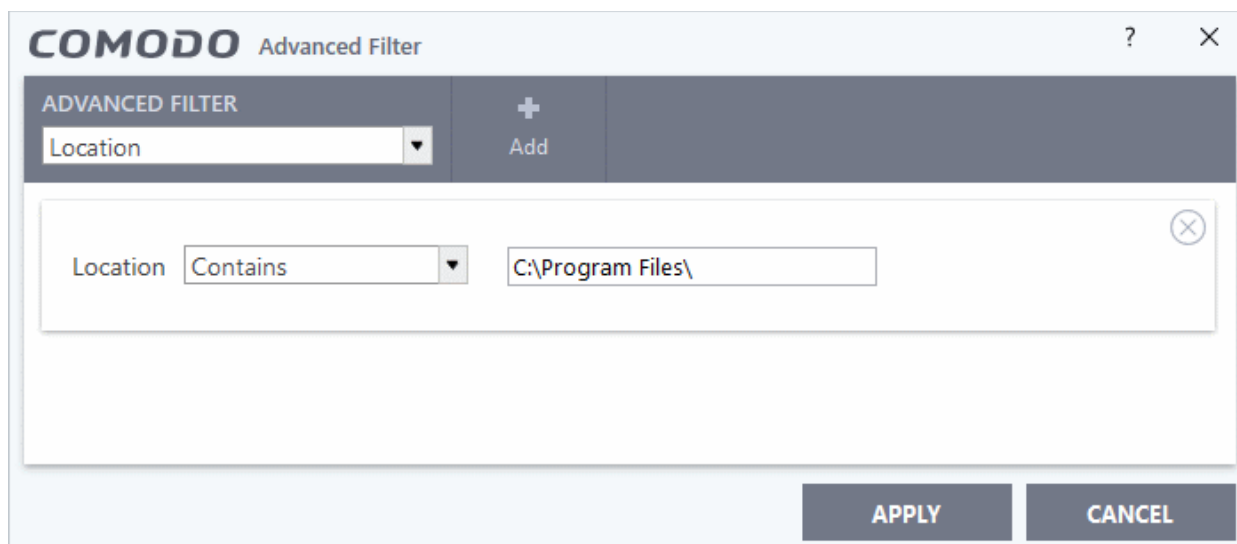 COMODO Advanced Filter ?
ADVANCED FILTER
Location
Add
Location Contains C:\Program Files\
APPLY CANCEL